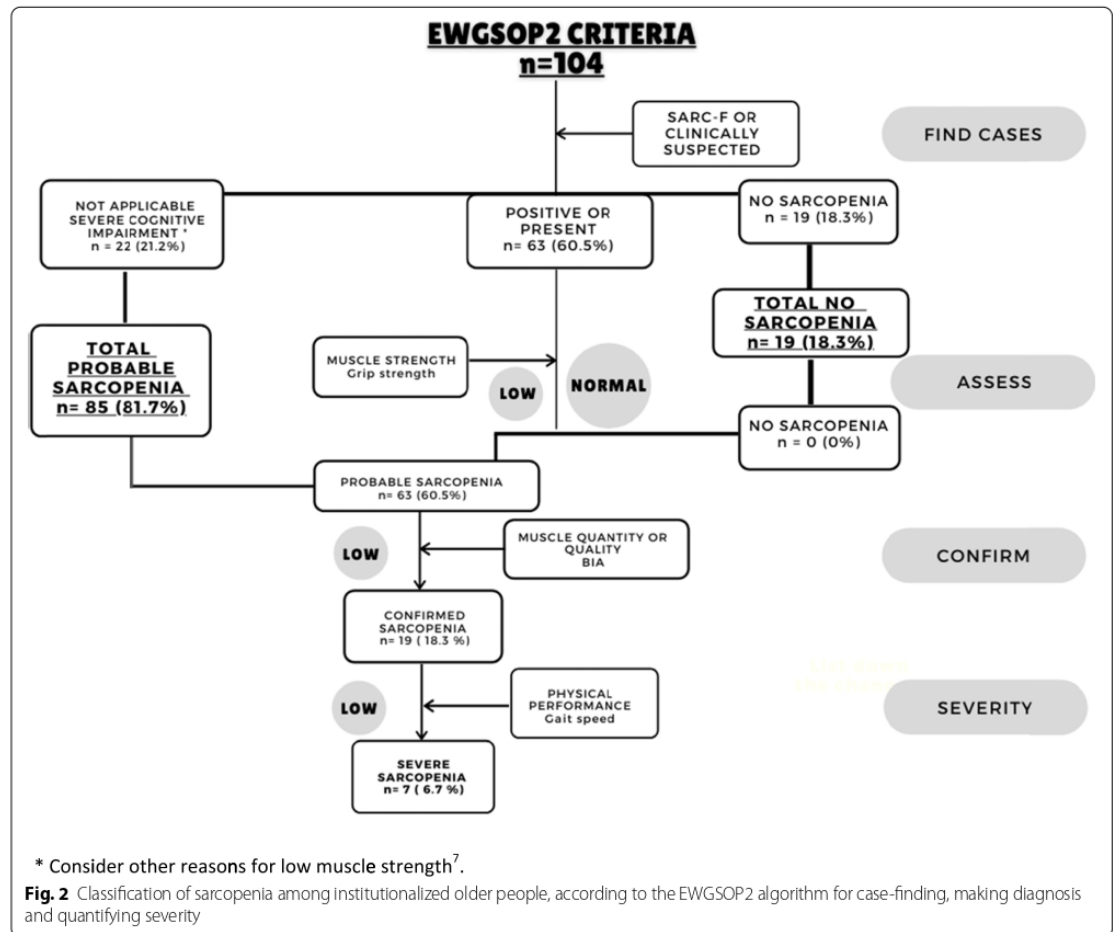 EWGSOP2 CRITERIA
n=104
SARC-F OR
CLINICALLY
SUSPECTED
FIND CASES
NOT APPLICABLE
SEVERE COGNITIVE
IMPAIRMENT *
n = 22 (21.2%)
POSITIVE OR
PRESENT
n= 63 (60.5%)
NO SARCOPENIA
n = 19 (18.3%)
TOTAL
PROBABLE
SARCOPENIA
n= 85 (81.7%)
MUSCLE STRENGTH
Grip strength
LOW
NORMAL
TOTAL NO
SARCOPENIA
n= 19 (18.3%)
ASSESS
NO SARCOPENIA
n = 0 (0%)
PROBABLE SARCOPENIA
n= 63 (60.5%)
LOW
MUSCLE QUANTITY OR
QUALITY
BIA
CONFIRM
CONFIRMED
SARCOPENIA
n= 19 ( 18.3 %)
LOW
PHYSICAL
PERFORMANCE
Gait speed
SEVERITY
SEVERE
SARCOPENIA
n= 7 ( 6.7 %)
* Consider other reasons for low muscle strength⁷.
Fig. 2 Classification of sarcopenia among institutionalized older people, according to the EWGSOP2 algorithm for case-finding, making diagnosis
and quantifying severity